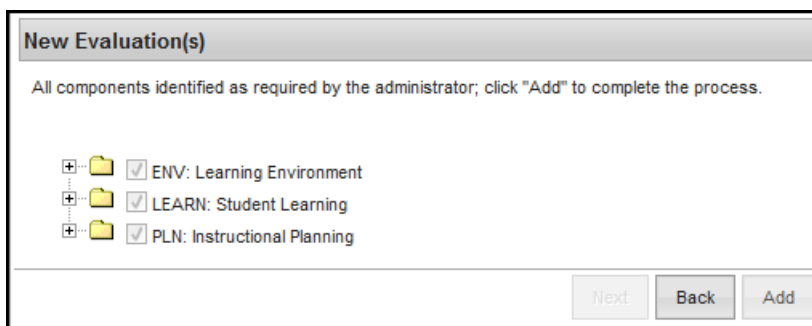 New Evaluation(s)
All components identified as required by the administrator; click "Add" to complete the process.
ENV: Learning Environment
LEARN: Student Learning
PLN: Instructional Planning
Next Back Add